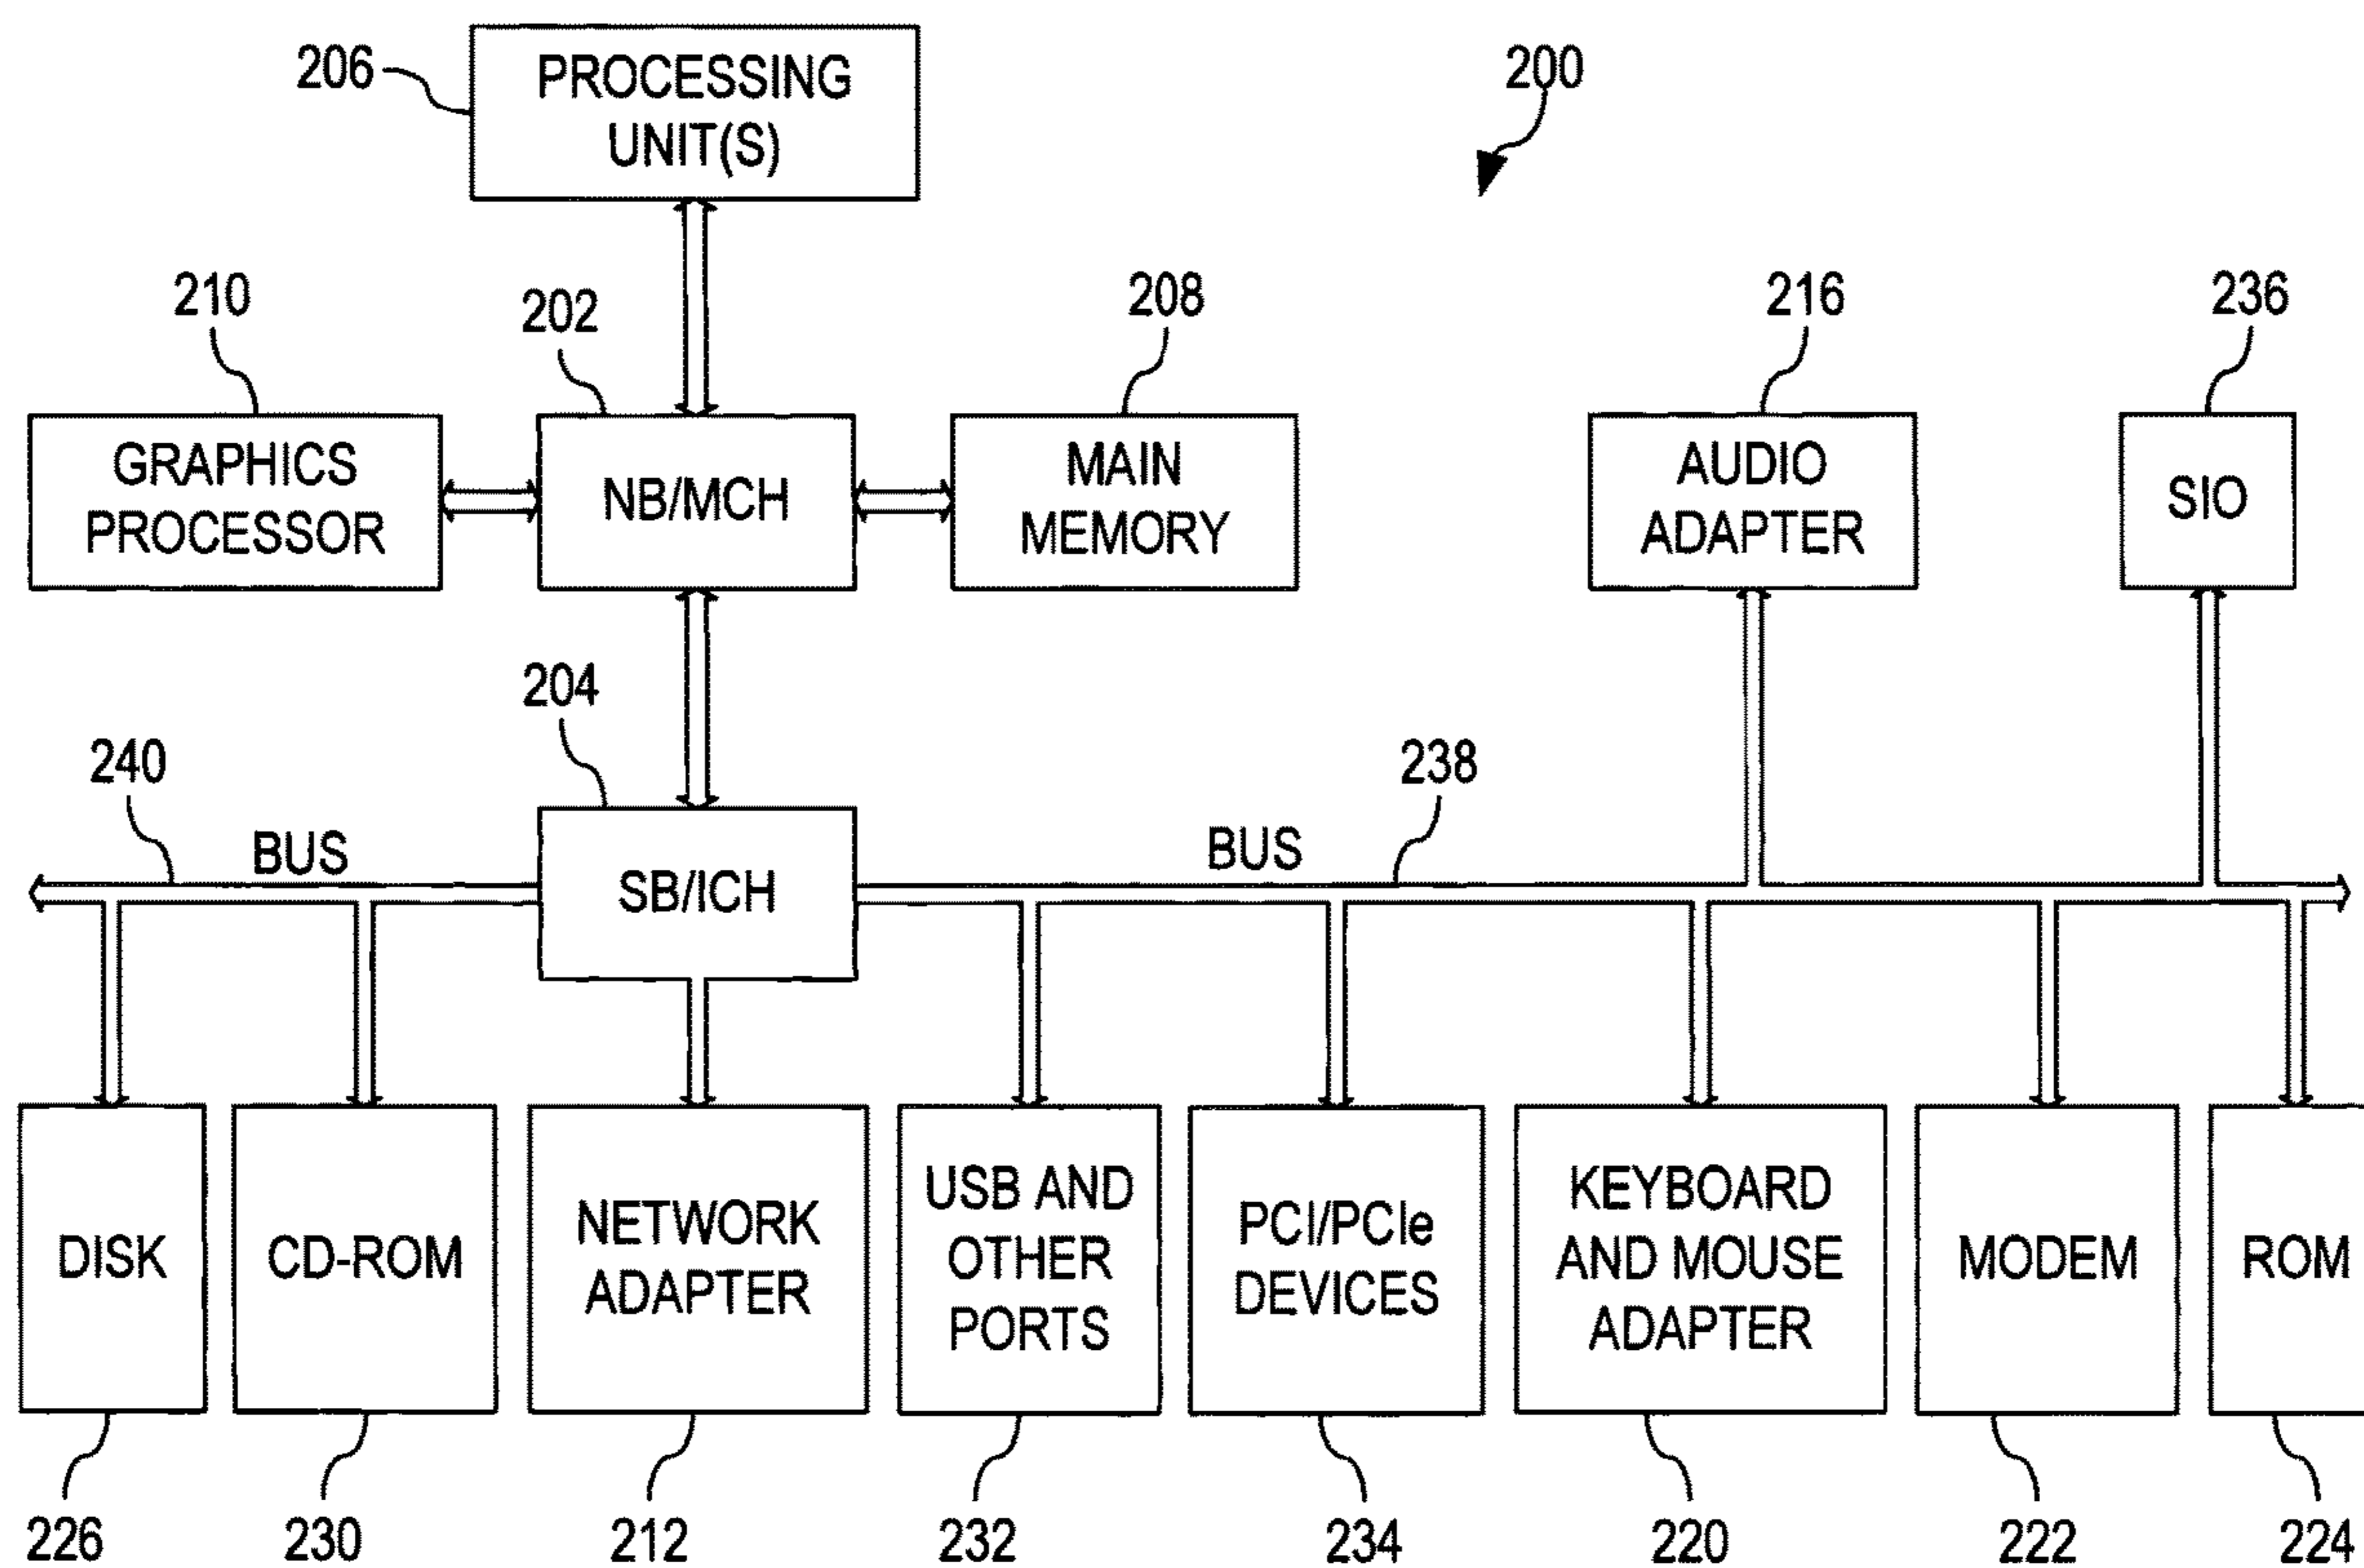 206
PROCESSING
UNIT(S)
200
210
202
208
216
236
GRAPHICS
PROCESSOR
NB/MCH
MAIN
MEMORY
AUDIO
ADAPTER
SIO
204
240
BUS
SB/ICH
BUS
238
DISK
CD-ROM
NETWORK
ADAPTER
USB AND
OTHER
PORTS
PCI/PCIe
DEVICES
KEYBOARD
AND MOUSE
ADAPTER
MODEM
ROM
226
230
212
232
234
220
222
224